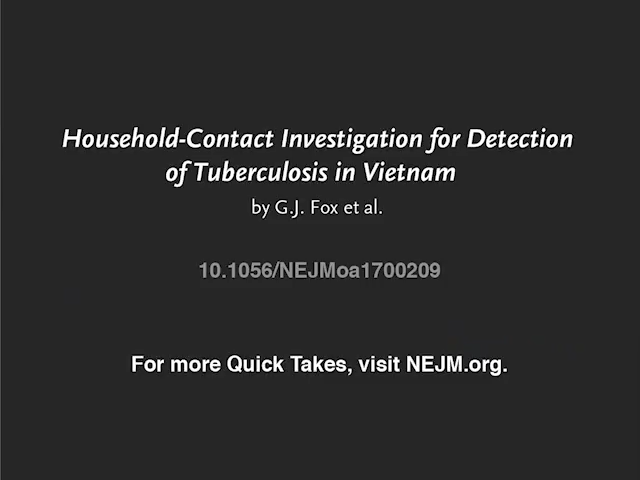 Household-Contact Investigation for Detection
of Tuberculosis in Vietnam
by G.J. Fox et al.
10.1056/NEJMoa1700209
For more Quick Takes, visit NEJM.org.